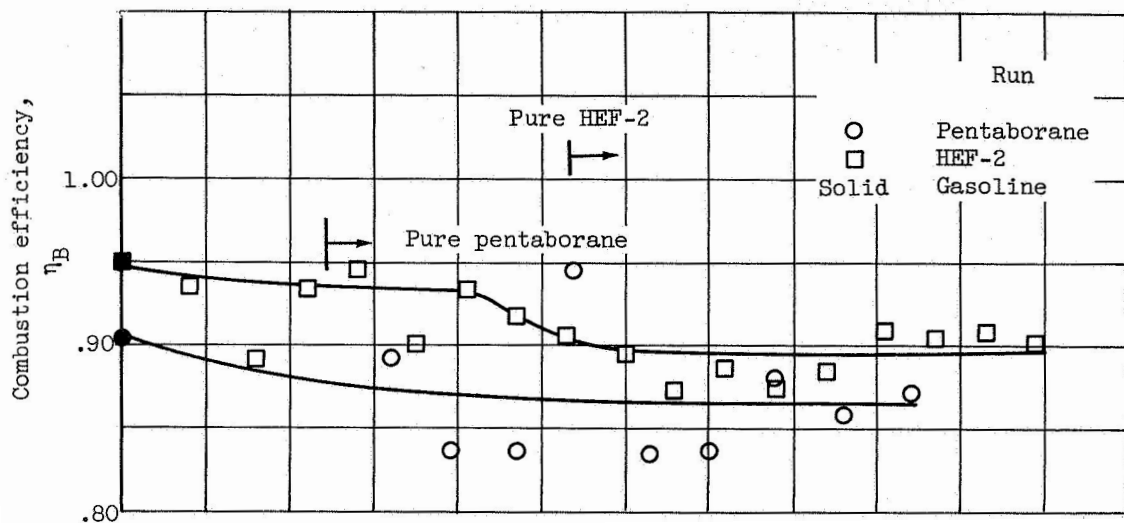 Combustion efficiency,
ηB
1.00
.90
.80
Pure HEF-2
Pure pentaborane
Run
Pentaborane
HEF-2
Solid Gasoline